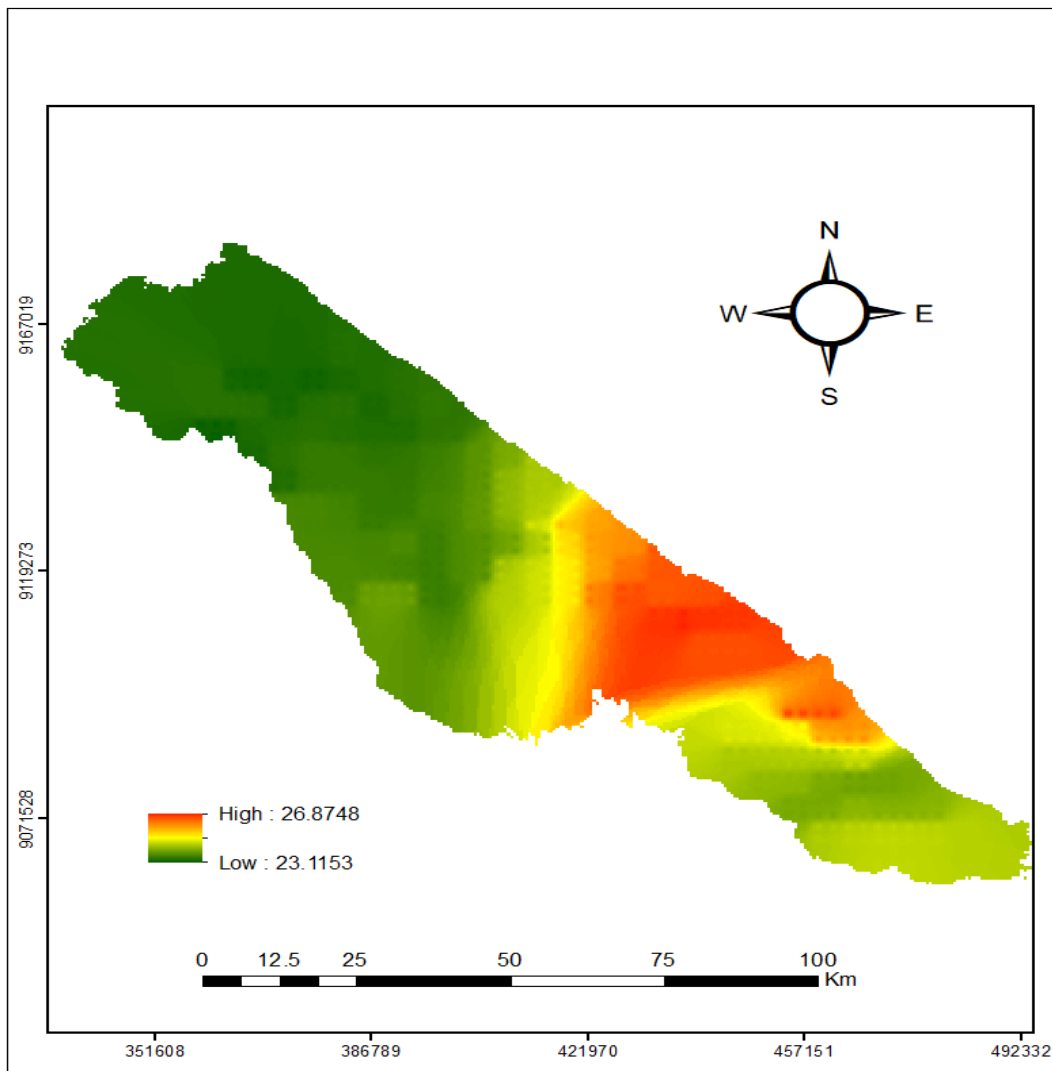 N
W E
S
9167019
9119273
9071528
High : 26.8748
Low : 23.1153
0 12.5 25 50 75 100
Km
351608 386789 421970 457151 492332